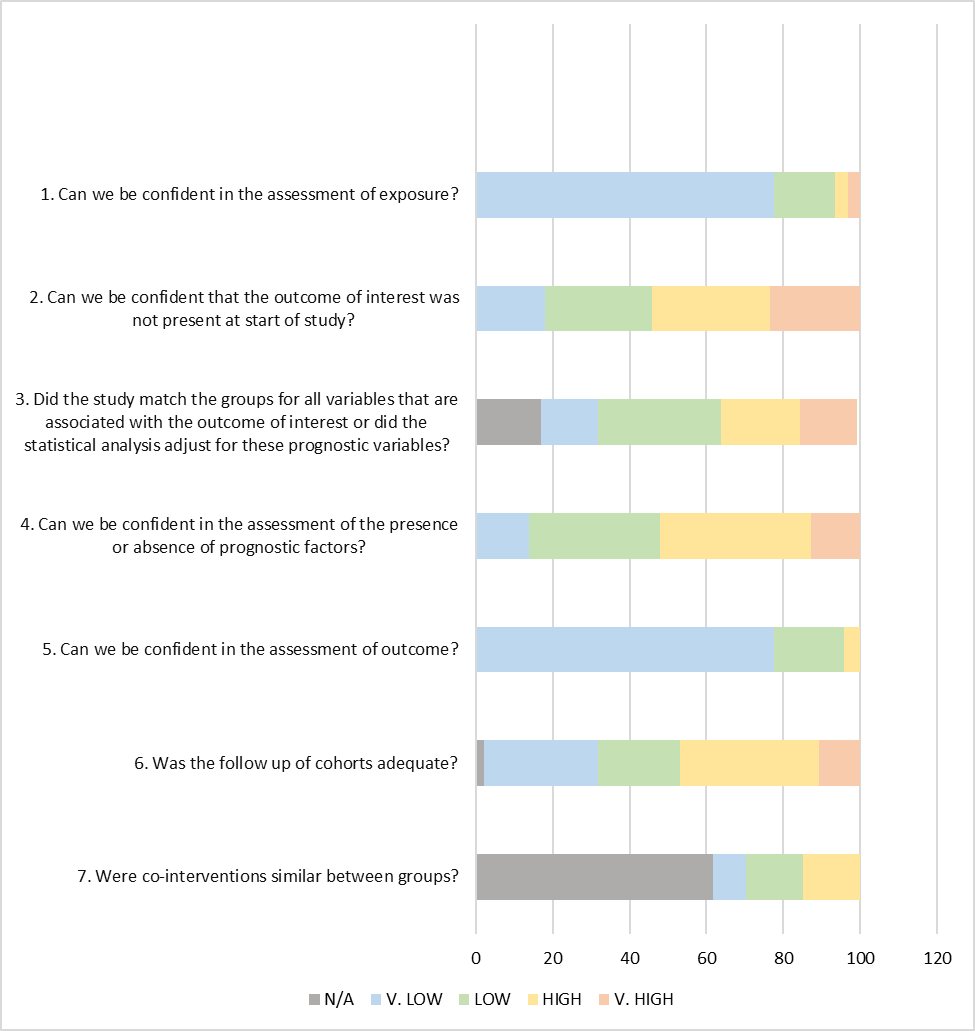 1. Can we be confident in the assessment of exposure?
2. Can we be confident that the outcome of interest was
not present at start of study?
3. Did the study match the groups for all variables that are
associated with the outcome of interest or did the
statistical analysis adjust for these prognostic variables?
4. Can we be confident in the assessment of the presence
or absence of prognostic factors?
5. Can we be confident in the assessment of outcome?
6. Was the follow up of cohorts adequate?
7. Were co-interventions similar between groups?
0 20 40 60 80 100 120
N/A V. LOW LOW HIGH V. HIGH